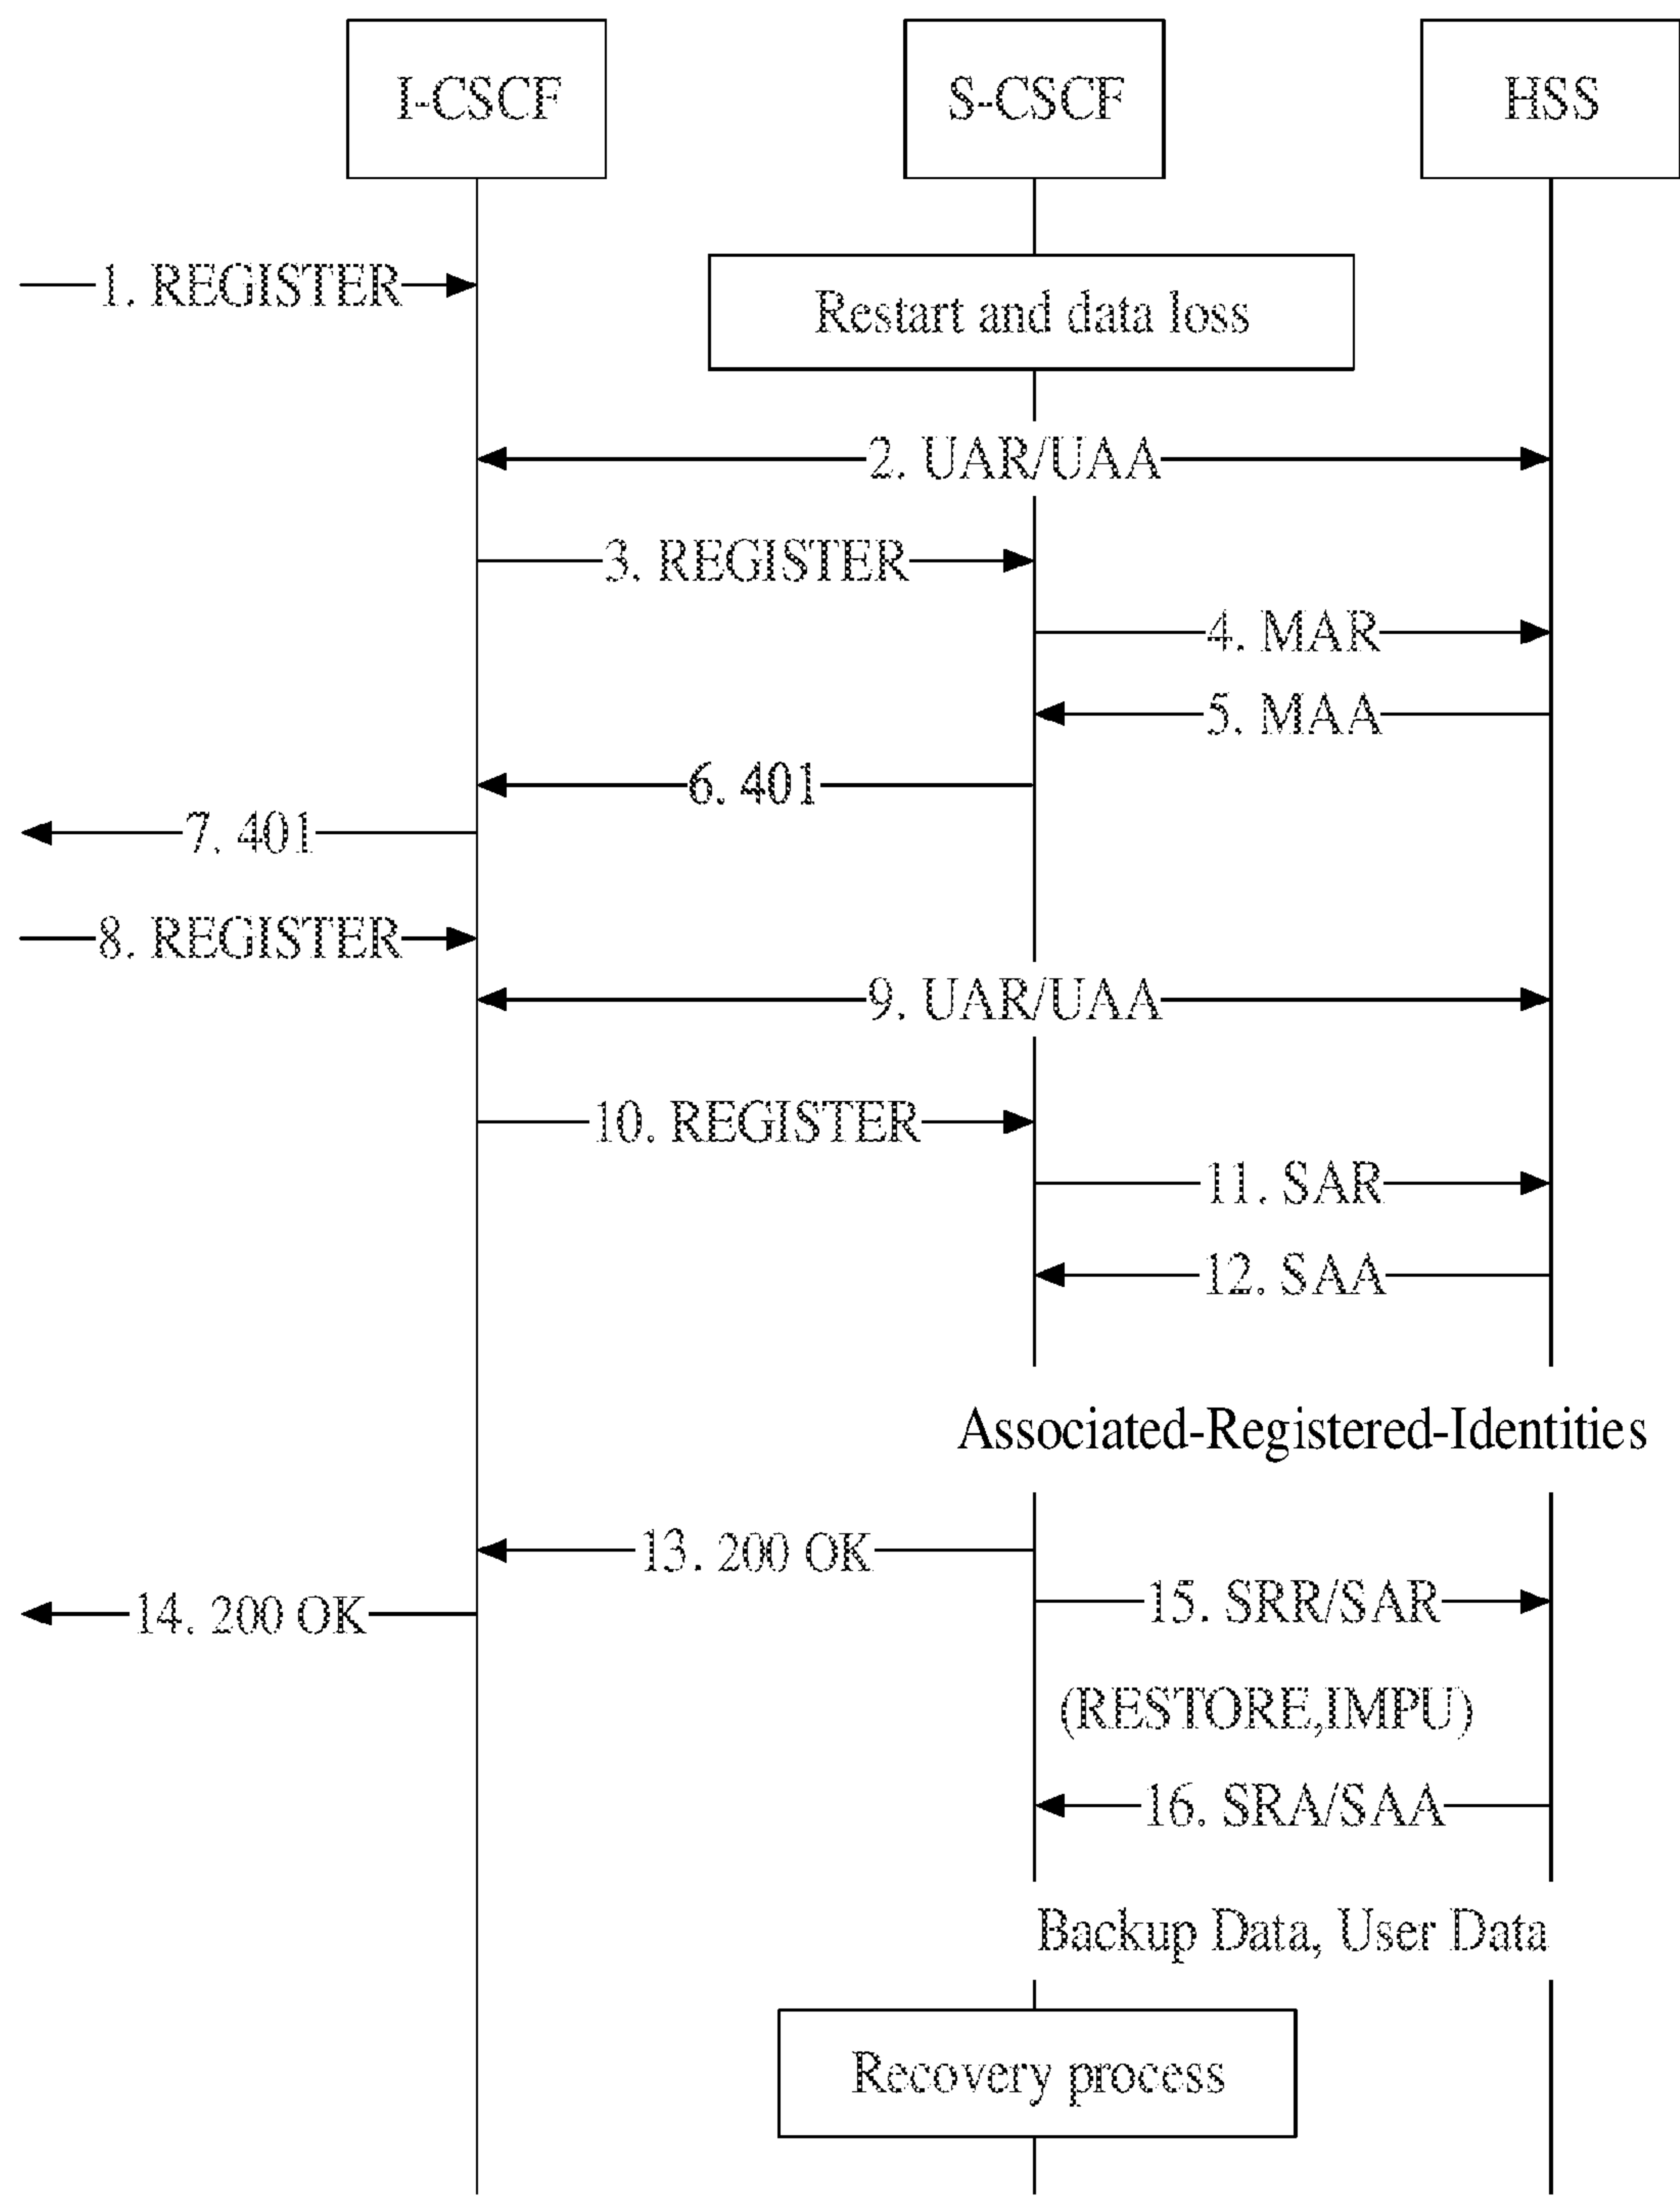 I-CSCF
S-CSCF
HSS
1. REGISTER
Restart and data loss
2. UAR/UAA
3. REGISTER
4. MAR
5. MAA
6. 401
7. 401
8. REGISTER
9. UAR/UAA
10. REGISTER
11. SAR
12. SAA
Associated-Registered-Identities
13. 200 OK
15. SRR/SAR
14. 200 OK
(RESTORE,IMPU)
16. SRA/SAA
Backup Data, User Data
Recovery process